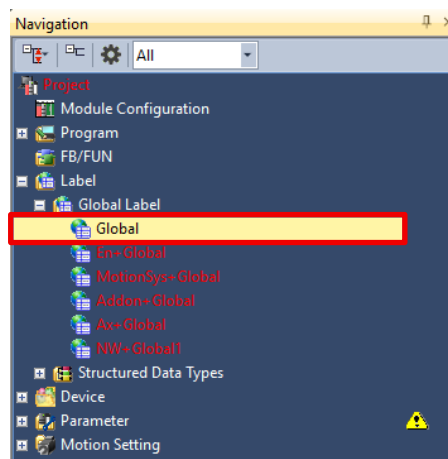 Navigation
All
Project
Module Configuration
Program
FB/FUN
Label
Global Label
Global
En+Global
MotionSys+Global
Addon+Global
Ax+Global
NW+Global1
Structured Data Types
Device
Parameter
Motion Setting